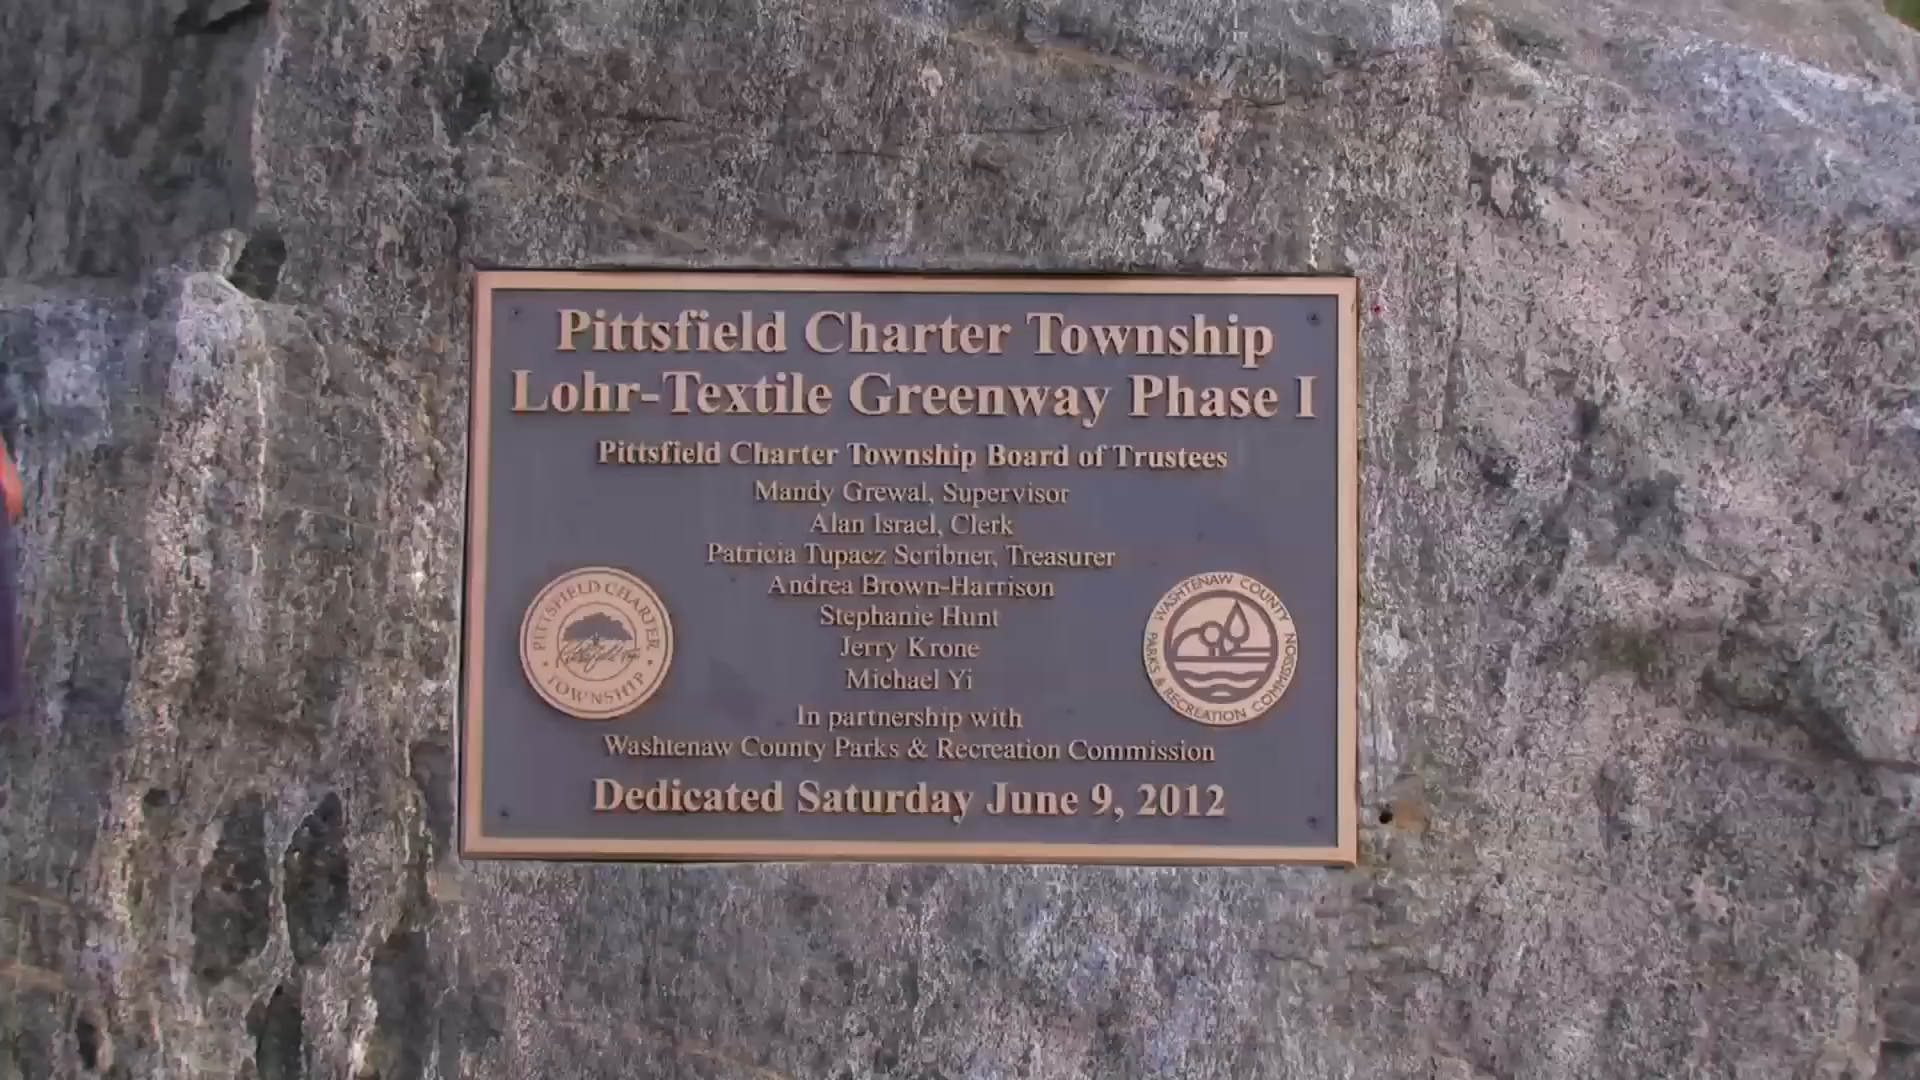 Pittsfield Charter Township
Lohr-Textile Greenway Phase I
Pittsfield Charter Township Board of Trustees
Mandy Grewal, Supervisor
Alan Israel, Clerk
Patricia Tupacz Scribner, Treasurer
Andrea Brown-Harrison
Stephanie Hunt
Jerry Krone
Michael Yi
In partnership with
Washtenaw County Parks & Recreation Commission
Dedicated Saturday June 9, 2012
PITTSFIELD CHARTER
TOWNSHIP
WASHTENAW COUNTY
PARKS & RECREATION COMMISSION